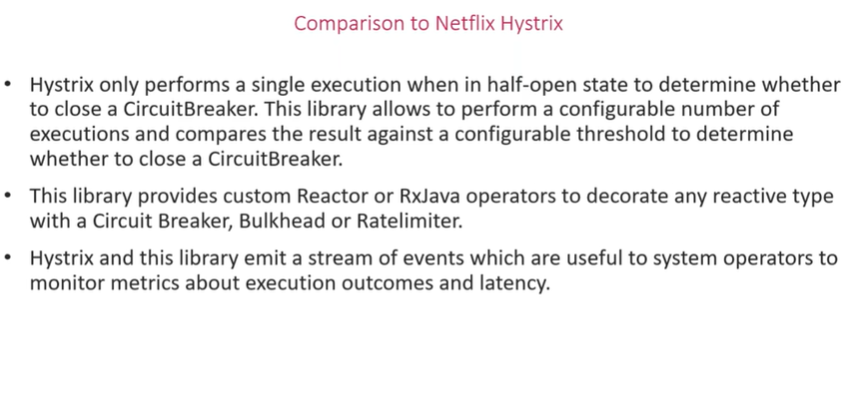 Comparison to Netflix Hystrix
• Hystrix only performs a single execution when in half-open state to determine whether
to close a CircuitBreaker. This library allows to perform a configurable number of
executions and compares the result against a configurable threshold to determine
whether to close a CircuitBreaker.
• This library provides custom Reactor or RxJava operators to decorate any reactive type
with a Circuit Breaker, Bulkhead or Ratelimiter.
• Hystrix and this library emit a stream of events which are useful to system operators to
monitor metrics about execution outcomes and latency.